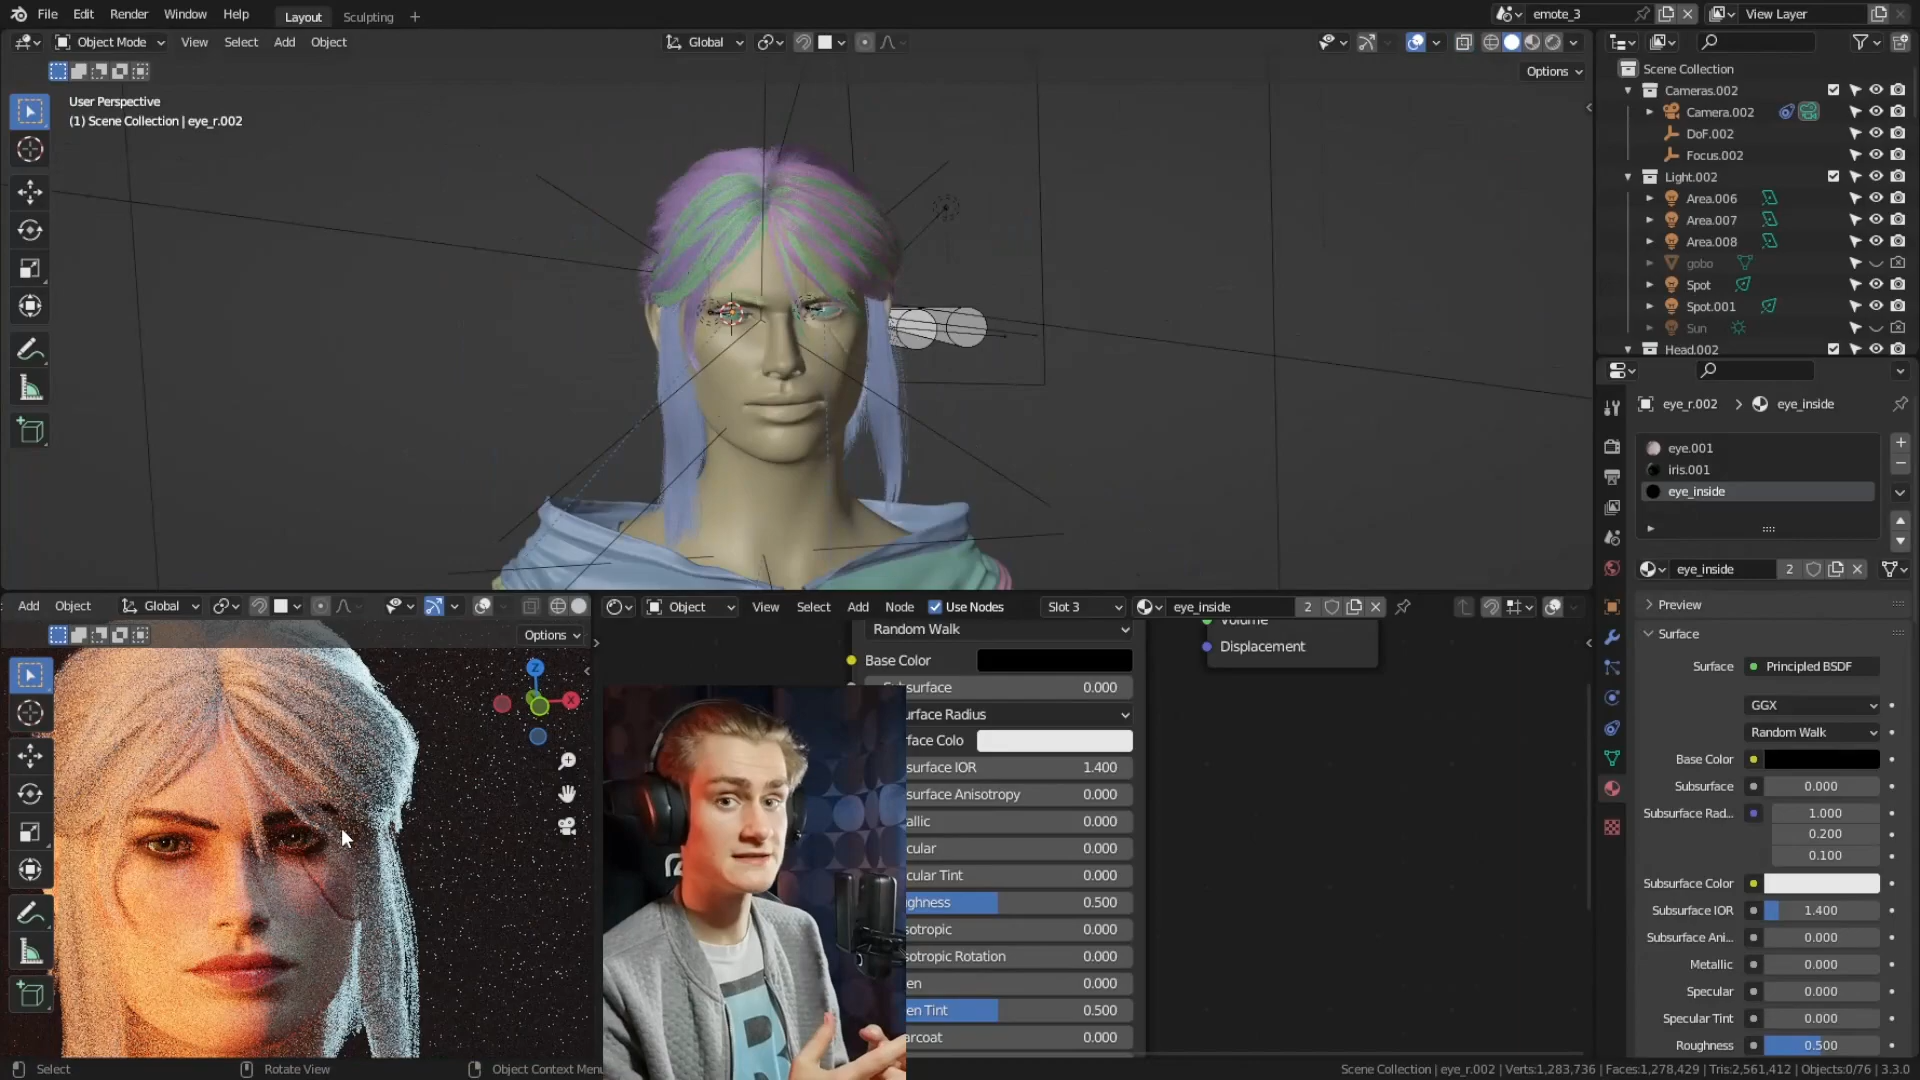 File Edit Render Window Help Layout Sculpting + emote_3 View Layer
Object Mode View Select Add Object Global
Options
User Perspective
(1) Scene Collection | eye_r.002
Scene Collection
Cameras.002
Camera.002
DoF.002
Focus.002
Light.002
Area.006
Area.007
Area.008
gobo
Spot
Spot.001
Sun
Head.002
eye_r.002 > eye_inside
eye.001
iris.001
eye_inside
eye_inside 2
Preview
Surface
Surface Principled BSDF
GGX
Random Walk
Base Color
Subsurface 0.000
Subsurface Rad... 1.000
0.200
0.100
Subsurface Color
Subsurface IOR 1.400
Subsurface Ani... 0.000
Metallic 0.000
Specular 0.000
Specular Tint 0.000
Roughness 0.500
Add Object Global
Options
Z
X
Object View Select Add Node Use Nodes Slot 3 eye_inside 2
Random Walk
Base Color
Subsurface 0.000
urface Radius
face Colo
surface IOR 1.400
surface Anisotropy 0.000
allic 0.000
cular 0.000
cular Tint 0.000
ghness 0.500
sotropic 0.000
sotropic Rotation 0.000
en 0.000
en Tint 0.500
arcoat 0.000
Volume
Displacement
Select Rotate View Object Context Menu
Scene Collection | eye_r.002 | Verts:1,283,736 | Faces:1,278,429 | Tris:2,561,412 | Objects:0/76 | 3.3.0